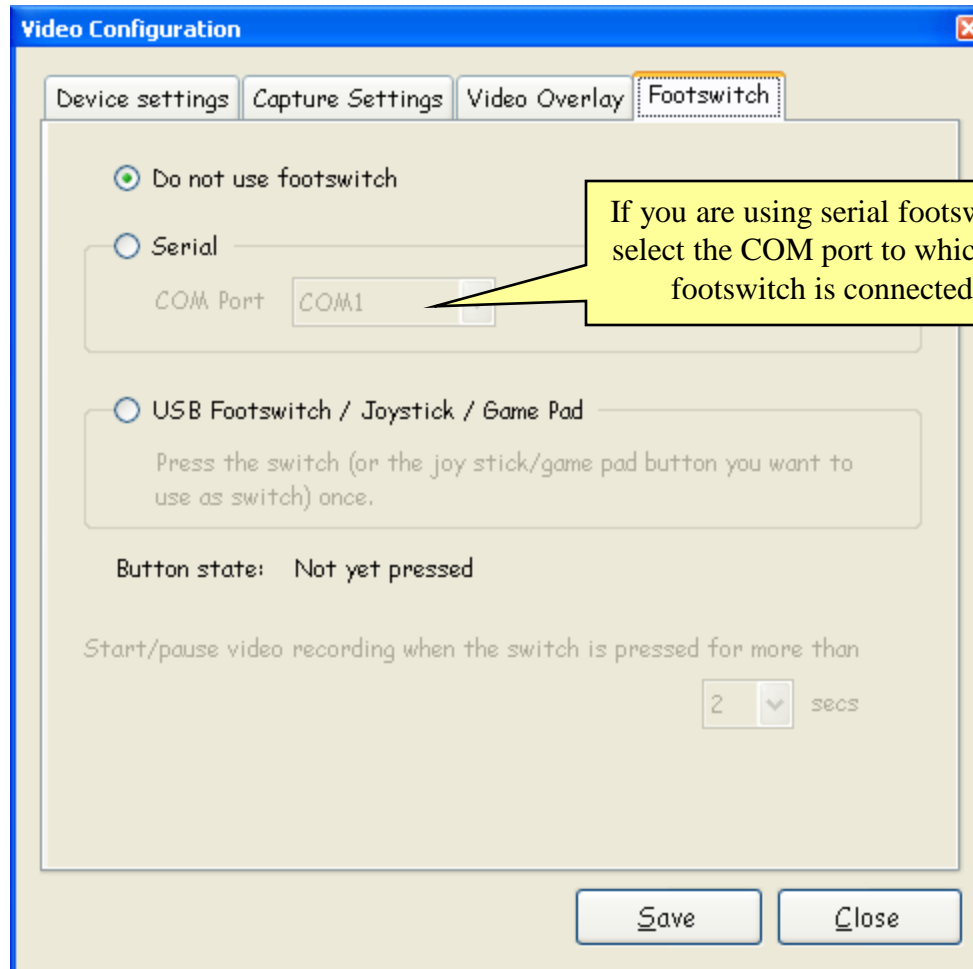 Video Configuration
Device settings Capture Settings Video Overlay Footswitch
Do not use footswitch
If you are using serial
select the COM port to
footswitch is connected
Serial
COM Port COM1
USB Footswitch / Joystick / Game Pad
Press the switch (or the joy stick/game pad button you want to
use as switch) once.
Button state: Not yet pressed
Start/pause video recording when the switch is pressed for more than
2 secs
Save Close